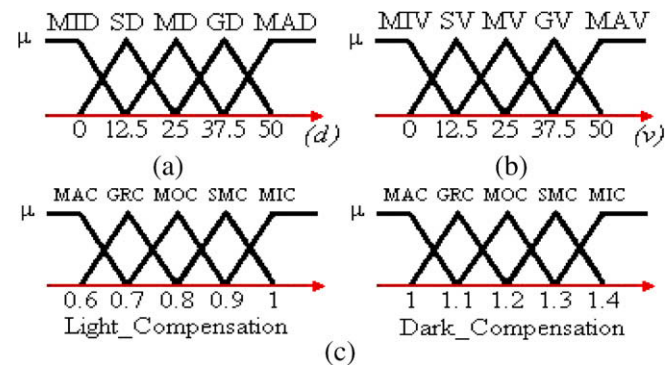 MID SD MD GD MAD
μ
0 12.5 25 37.5 50 (d)
(a)
MIV SV MV GV MAV
μ
0 12.5 25 37.5 50 (v)
(b)
MAC GRC MOC SMC MIC
μ
0.6 0.7 0.8 0.9 1
Light_Compensation
MAC GRC MOC SMC MIC
μ
1 1.1 1.2 1.3 1.4
Dark_Compensation
(c)